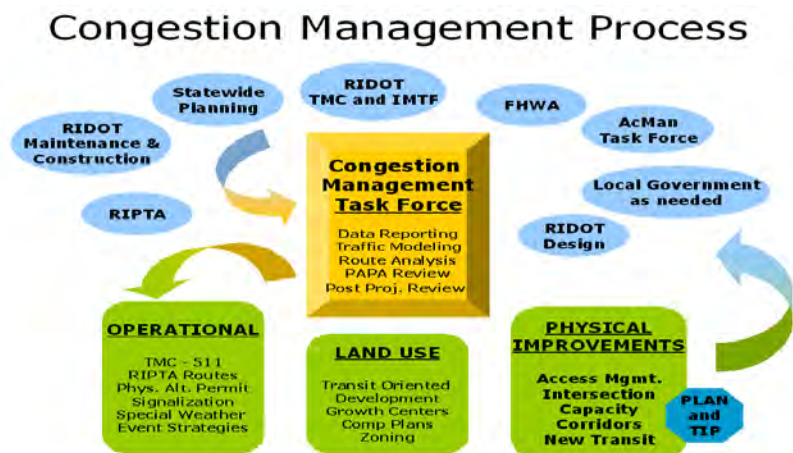 Congestion Management Process
Statewide
Planning
RIDOT
TMC and IMTF
FHWA
AcMan
Task Force
RIDOT
Maintenance &
Construction
RIPTA
Local Government
as needed
RIDOT
Design
Congestion
Management
Task Force
Data Reporting
Traffic Modeling
Route Analysis
PAPA Review
Post Proj. Review
OPERATIONAL
TMC - 511
RIPTA Routes
Phys. Alt. Permit
Signalization
Special Weather
Event Strategies
LAND USE
Transit Oriented
Development
Growth Centers
Comp Plans
Zoning
PHYSICAL
IMPROVEMENTS
Access Mgmt.
Intersection
Capacity
Corridors
New Transit
PLAN
and
TIP